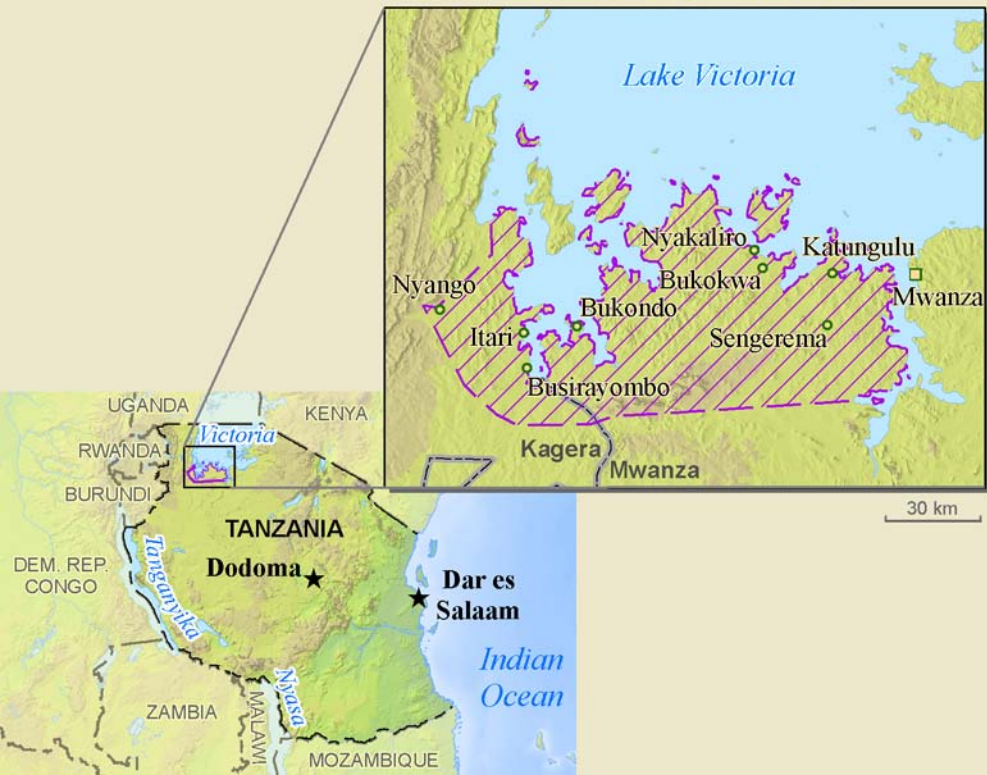 Lake Victoria
Nyakaliro
Katungulu
Bukokwa
Nyango
Mwanza
Bukondo
Itari
Sengerema
Busirayombo
Kagera
Mwanza
30 km
UGANDA
KENYA
Victoria
RWANDA
BURUNDI
TANZANIA
DEM. REP.
CONGO
Tanganyika
Dodoma
Dar es
Salaam
Indian
Ocean
Nyasa
ZAMBIA
MALAWI
MOZAMBIQUE